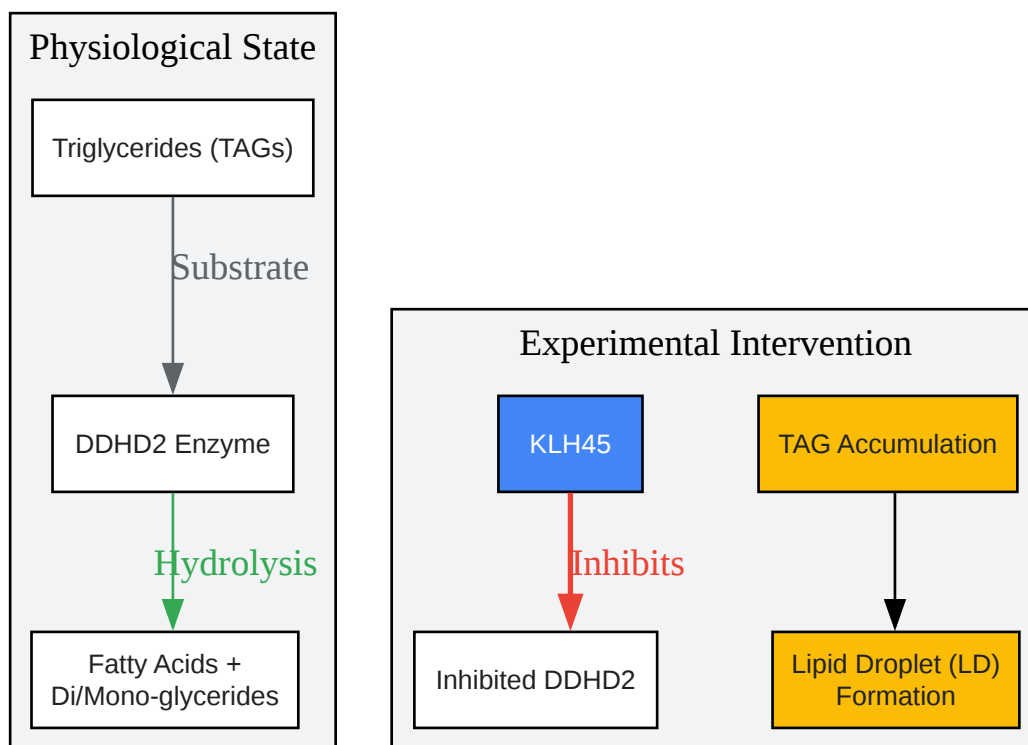 Physiological State
Triglycerides (TAGs)
Substrate
DDHD2 Enzyme
Hydrolysis
Fatty Acids +
Di/Mono-glycerides
Experimental Intervention
KLH45
Inhibits
Inhibited DDHD2
TAG Accumulation
Lipid Droplet (LD)
Formation